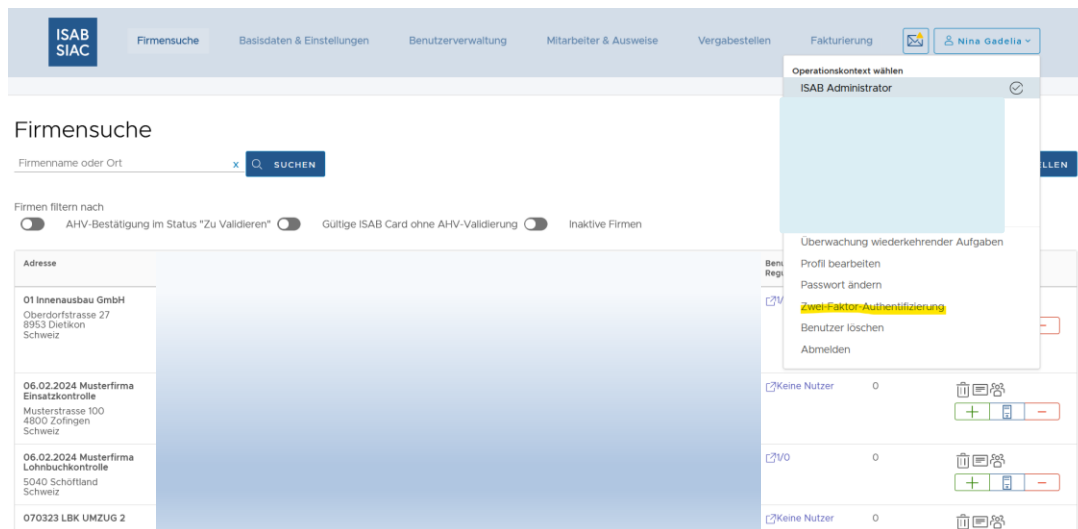 ISAB
SIAC
Firmensuche
Basisdaten & Einstellungen
Benutzerverwaltung
Mitarbeiter & Ausweise
Vergabestellen
Fakturierung
Nina Gadelia
Operationskontext wählen
ISAB Administrator
Firmensuche
Firmenname oder Ort
x
SUCHEN
LLEN
Firmen filtern nach
AHV-Bestätigung im Status "Zu Validieren"
Gültige ISAB Card ohne AHV-Validierung
Inaktive Firmen
Überwachung wiederkehrender Aufgaben
Profil bearbeiten
Passwort ändern
Zwei-Faktor-Authentifizierung
Benutzer löschen
Abmelden
Adresse
Benu
Regu
01 Innenausbau GmbH
Oberdorfstrasse 27
8953 Dietikon
Schweiz
1/
06.02.2024 Musterfirma
Einsatzkontrolle
Musterstrasse 100
4800 Zofingen
Schweiz
Keine Nutzer
0
06.02.2024 Musterfirma
Lohnbuchkontrolle
5040 Schöftland
Schweiz
1/0
0
070323 LBK UMZUG 2
Keine Nutzer
0